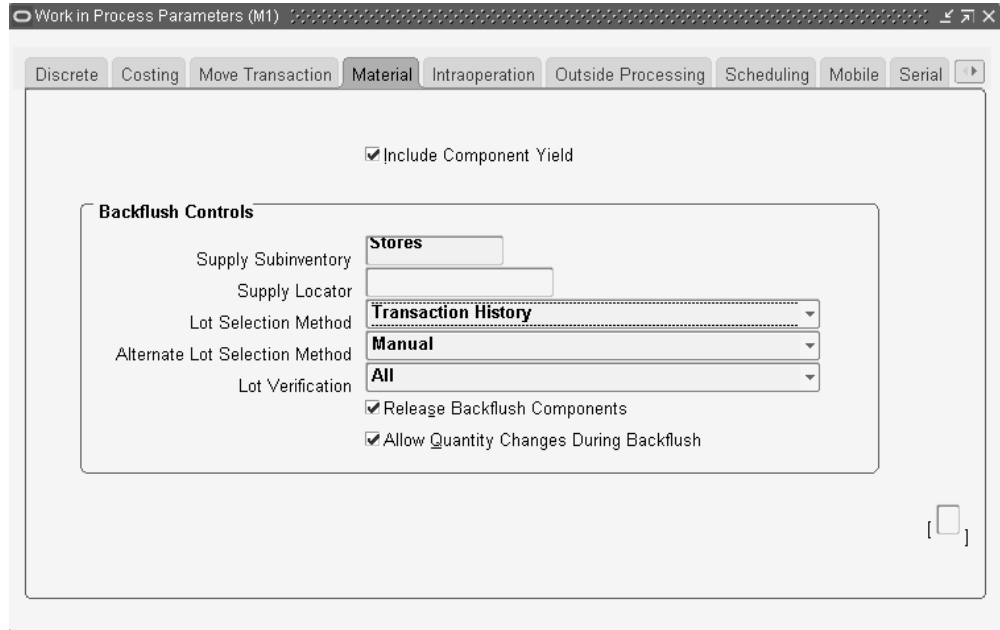 Work in Process Parameters (M1)
Discrete Costing Move Transaction Material Intraoperation Outside Processing Scheduling Mobile Serial
Include Component Yield
Backflush Controls
Supply Subinventory Stores
Supply Locator
Lot Selection Method Transaction History
Alternate Lot Selection Method Manual
Lot Verification All
Release Backflush Components
Allow Quantity Changes During Backflush
[ ]